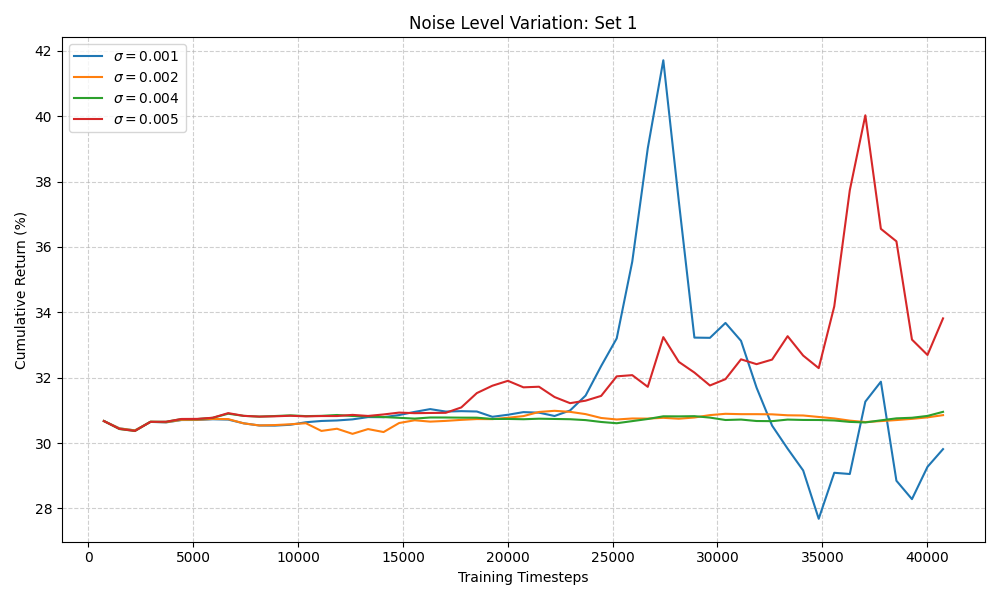 Noise Level Variation: Set 1
σ = 0.001
σ = 0.002
σ = 0.004
σ = 0.005
Cumulative Return (%)
42
40
38
36
34
32
30
28
0 5000 10000 15000 20000 25000 30000 35000 40000
Training Timesteps